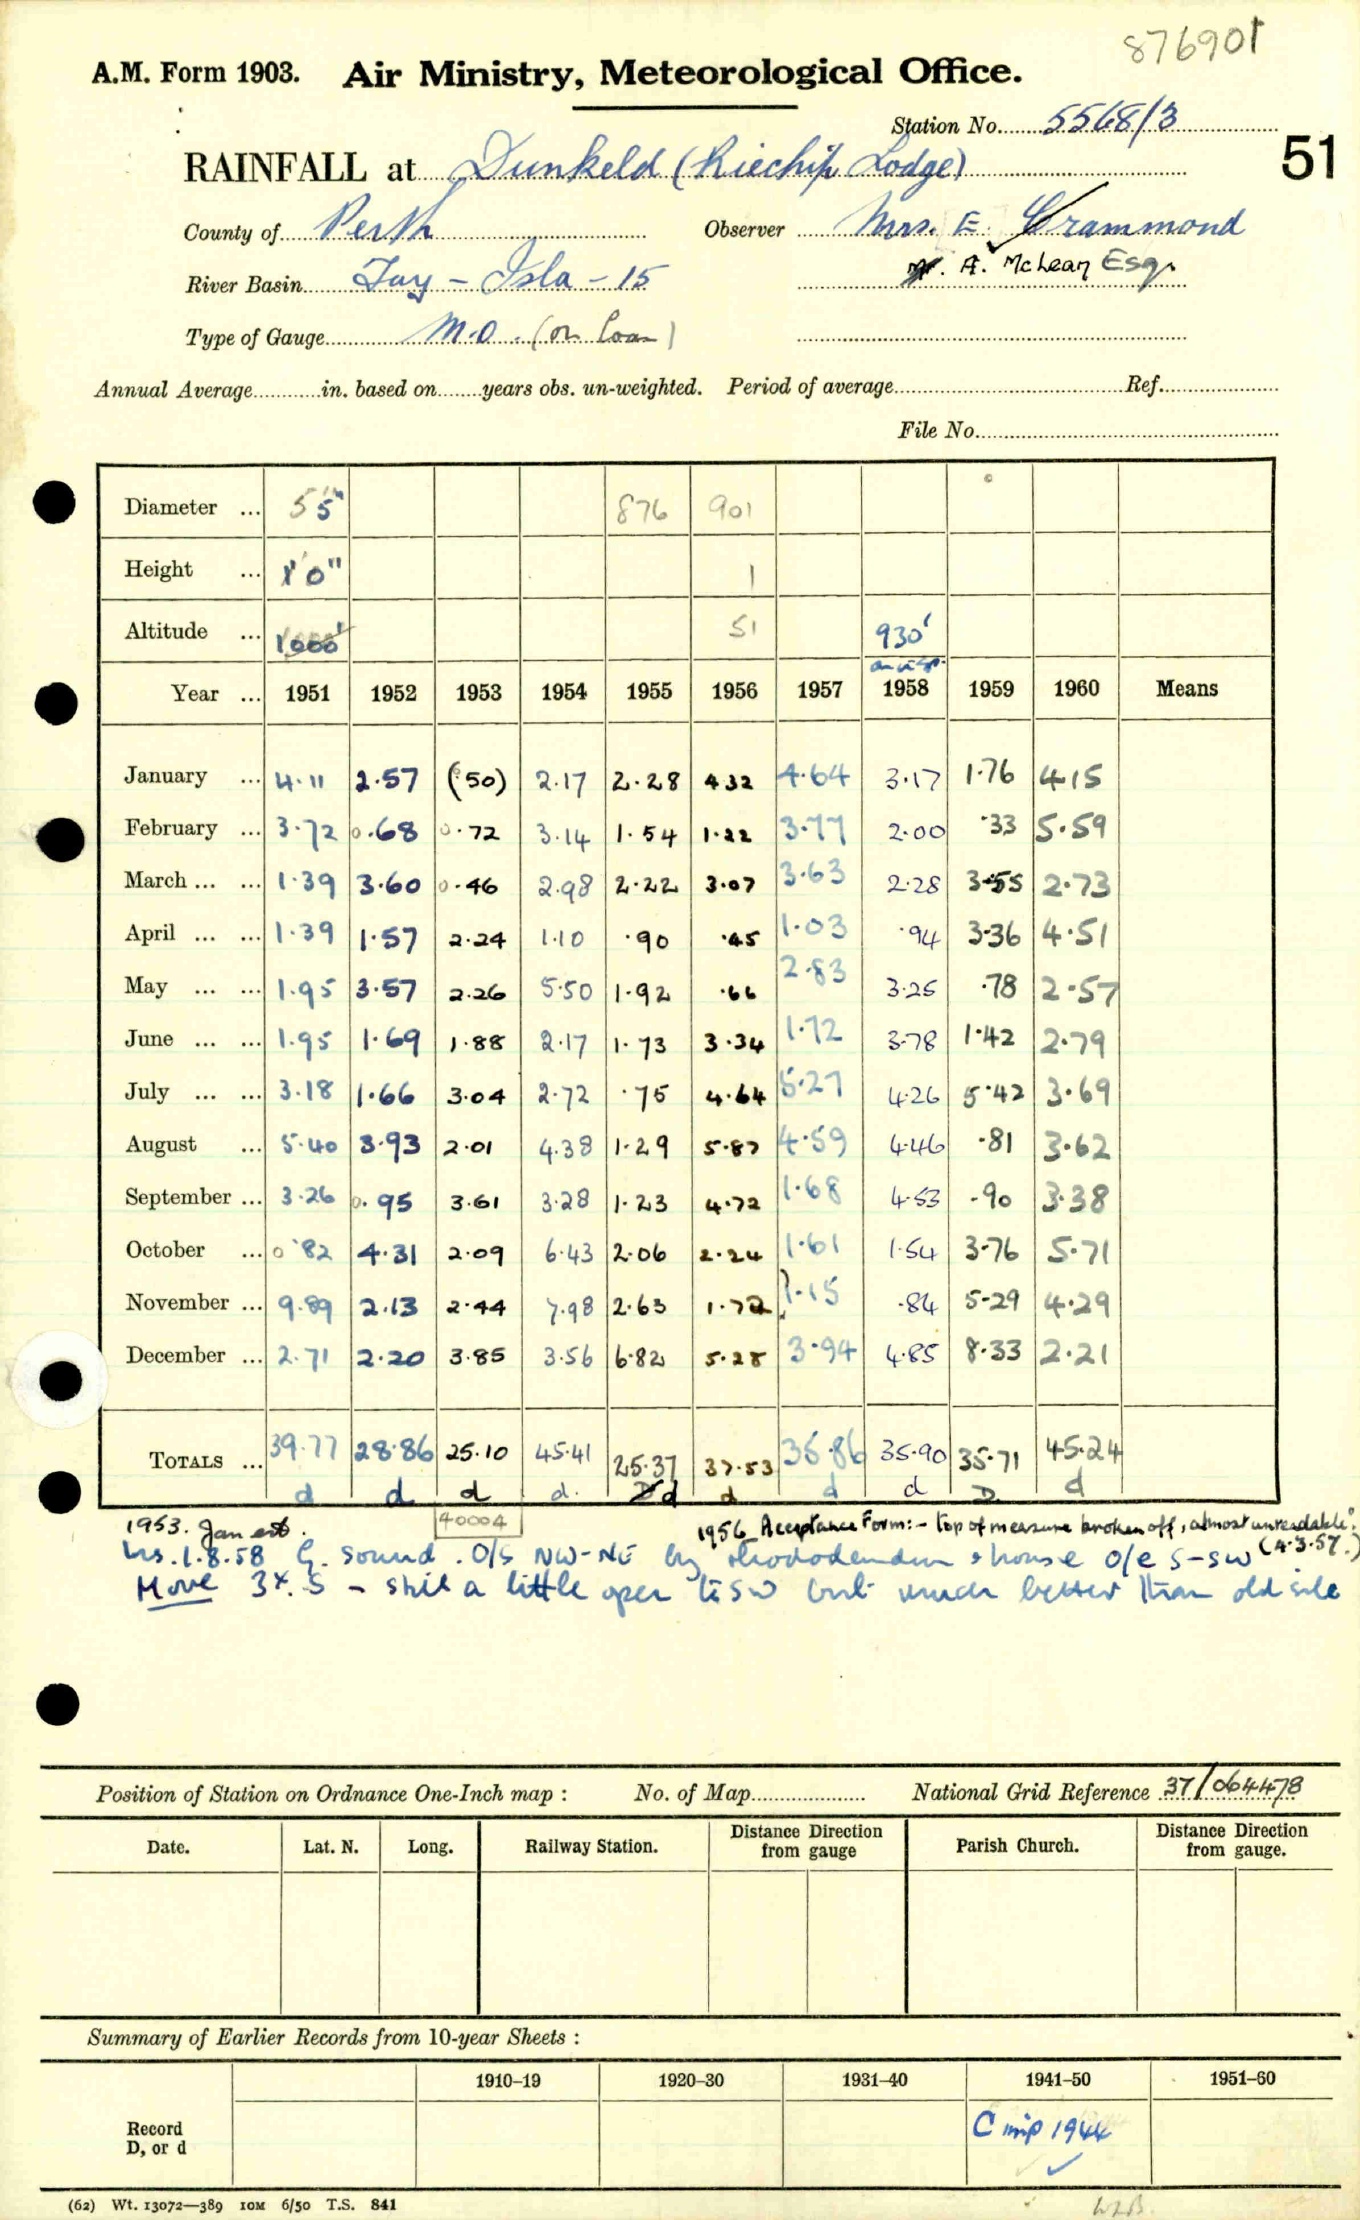 876901
A.M. Form 1903. Air Ministry, Meteorological Office.
Station No. 5568/3
51
RAINFALL at Dunkeld (Riechip Lodge)
County of Perth Observer Mrs. E. Crammond
A. McLean Esq.
River Basin Tay - Isla - 15
Type of Gauge M.O. (on loan)
Annual Average in. based on years obs. un-weighted. Period of average Ref.
File No.
Diameter ... 5" 876 901
Height ... 1'0" 1
Altitude ... 1000' 51 930'
on insp.
Year ... 1951 1952 1953 1954 1955 1956 1957 1958 1959 1960 Means
January ... 4.11 2.57 (.50) 2.17 2.28 4.32 4.64 3.17 1.76 4.15
February ... 3.72 0.68 0.72 3.14 1.54 1.22 3.77 2.00 .33 5.59
March ... ... 1.39 3.60 0.46 2.98 2.22 3.07 3.63 2.28 3.55 2.73
April ... ... 1.39 1.57 2.24 1.10 .90 .45 1.03 .94 3.36 4.51
May ... ... 1.95 3.57 2.26 5.50 1.92 .66 2.83 3.25 .78 2.57
June ... ... 1.95 1.69 1.88 2.17 1.73 3.34 1.72 3.78 1.42 2.79
July ... ... 3.18 1.66 3.04 2.72 .75 4.64 5.27 4.26 5.42 3.69
August ... 5.40 3.93 2.01 4.38 1.29 5.87 4.59 4.46 .81 3.62
September ... 3.26 0.95 3.61 3.28 1.23 4.72 1.68 4.53 .90 3.38
October ... 0.82 4.31 2.09 6.43 2.06 2.24 1.61 1.54 3.76 5.71
November ... 9.89 2.13 2.44 7.98 2.63 1.72 1.15 .84 5.29 4.29
December ... 2.71 2.20 3.85 3.56 6.82 5.28 3.94 4.85 8.33 2.21
TOTALS ... 39.77 28.86 25.10 45.41 25.37 37.53 35.86 35.90 35.71 45.24
d d d d. d d d d D d
40004
1953. Jan est. 1956 Acceptance Form:- "top of measure broken off, almost unreadable". (4.3.57.)
Ins. 1.8.58 G. sound. O/S NW-NE by rhododendron & house o/e S-SW
Move 3x. S - still a little open to SW but much better than old site
Position of Station on Ordnance One-Inch map : No. of Map National Grid Reference 37/064478
Date. Lat. N. Long. Railway Station. Distance from gauge Direction Parish Church. Distance from gauge. Direction
Summary of Earlier Records from 10-year Sheets :
1910–19 1920–30 1931–40 1941–50 1951–60
Record D, or d C 1944
(62) Wt. 13072—389 10M 6/50 T.S. 841